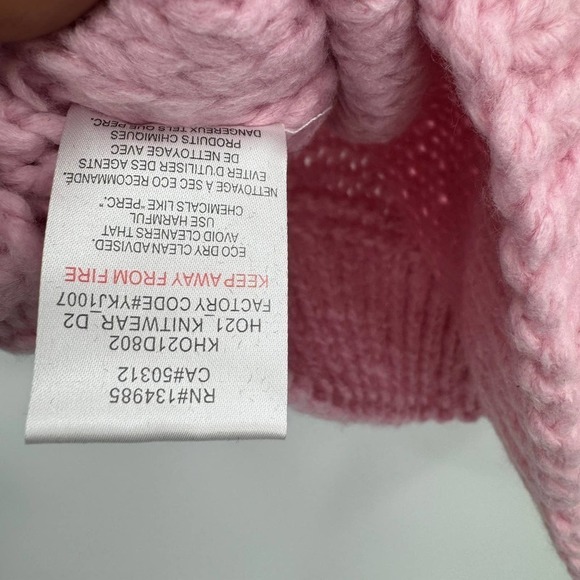 RN#134985
CA#50312
KHO21D802
HO21_KNITWEAR_D2
FACTORY CODE#YKJ1007
KEEP AWAY FROM FIRE
ECO DRY CLEAN ADVISED.
AVOID CLEANERS THAT
USE HARMFUL
CHEMICALS LIKE "PERC."
NETTOYAGE À SEC ECO RECOMMANDÉ.
EVITER D'UTILISER DES AGENTS
DE NETTOYAGE AVEC
PRODUITS CHIMIQUES
DANGEREUX TELS QUE PERC.